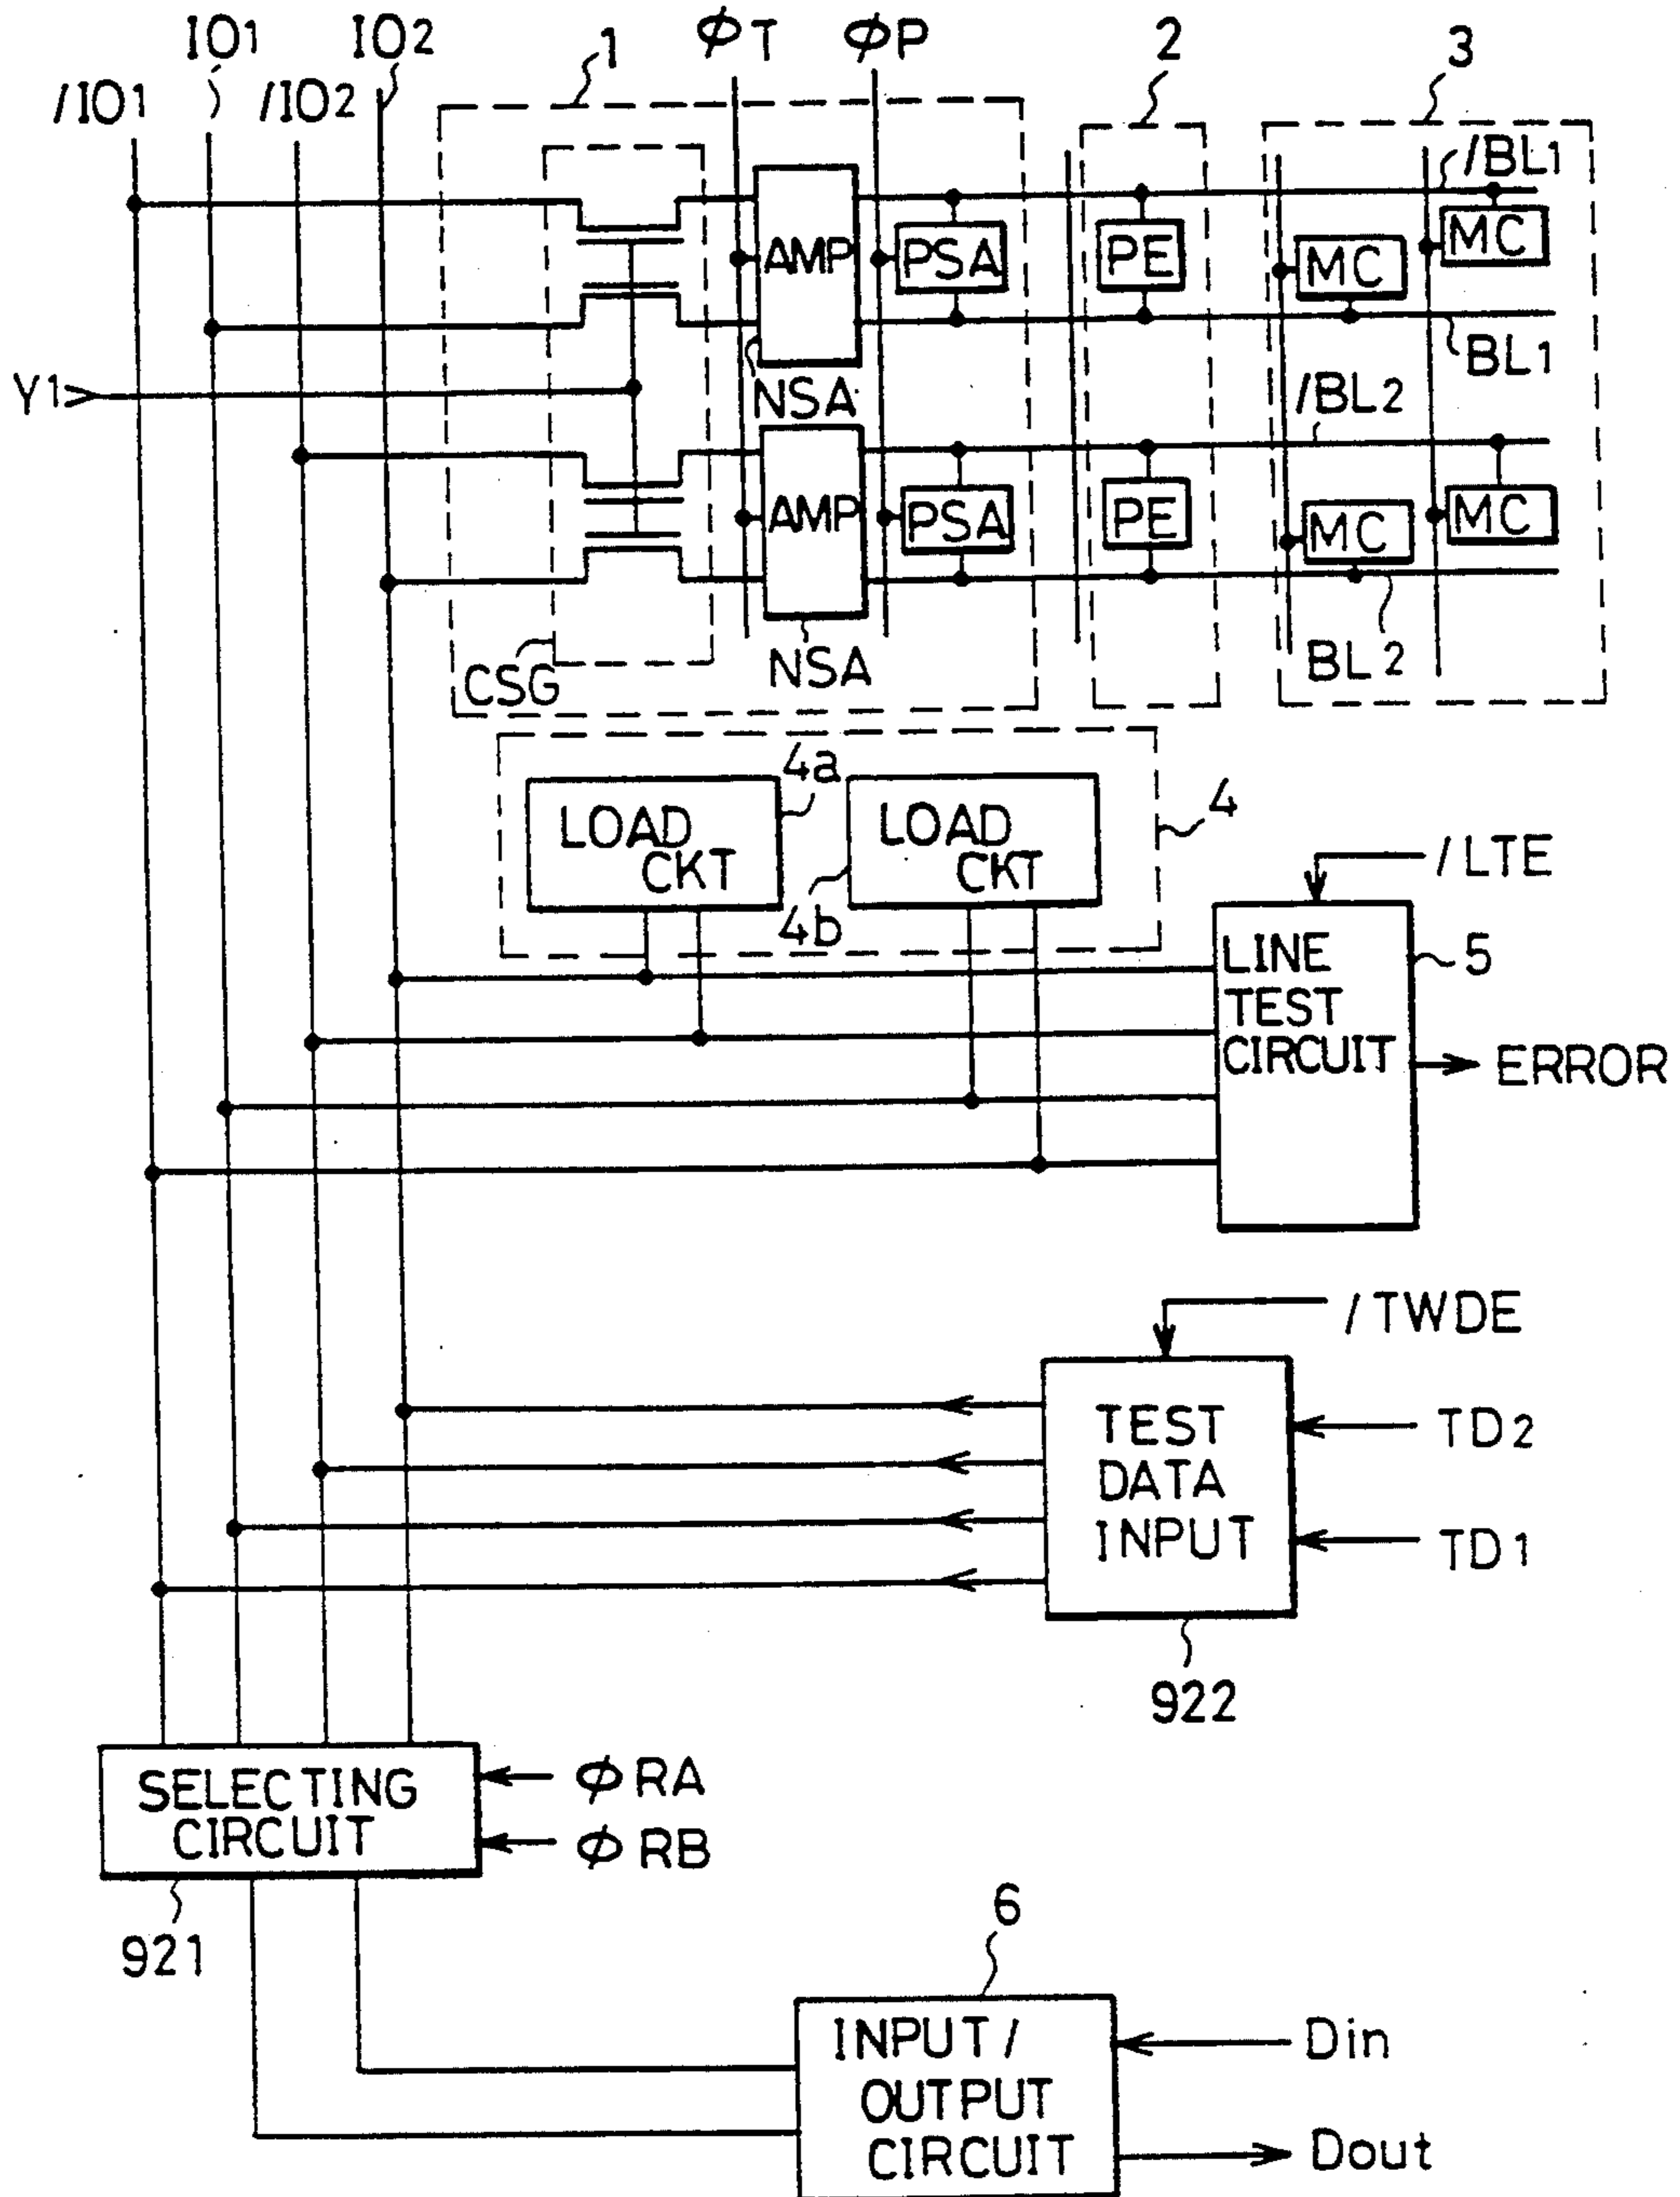 /IO1
IO1
/IO2
IO2
1
ϕT
ϕP
2
3
/BL1
AMP
PSA
PE
MC
MC
BL1
Y1
NSA
/BL2
AMP
PSA
PE
MC
MC
CSG
NSA
BL2
LOAD
CKT
4a
LOAD
CKT
4b
4
/LTE
LINE
TEST
CIRCUIT
5
ERROR
/TWDE
TEST
DATA
INPUT
TD2
TD1
922
SELECTING
CIRCUIT
ϕRA
ϕRB
921
6
INPUT/
OUTPUT
CIRCUIT
Din
Dout